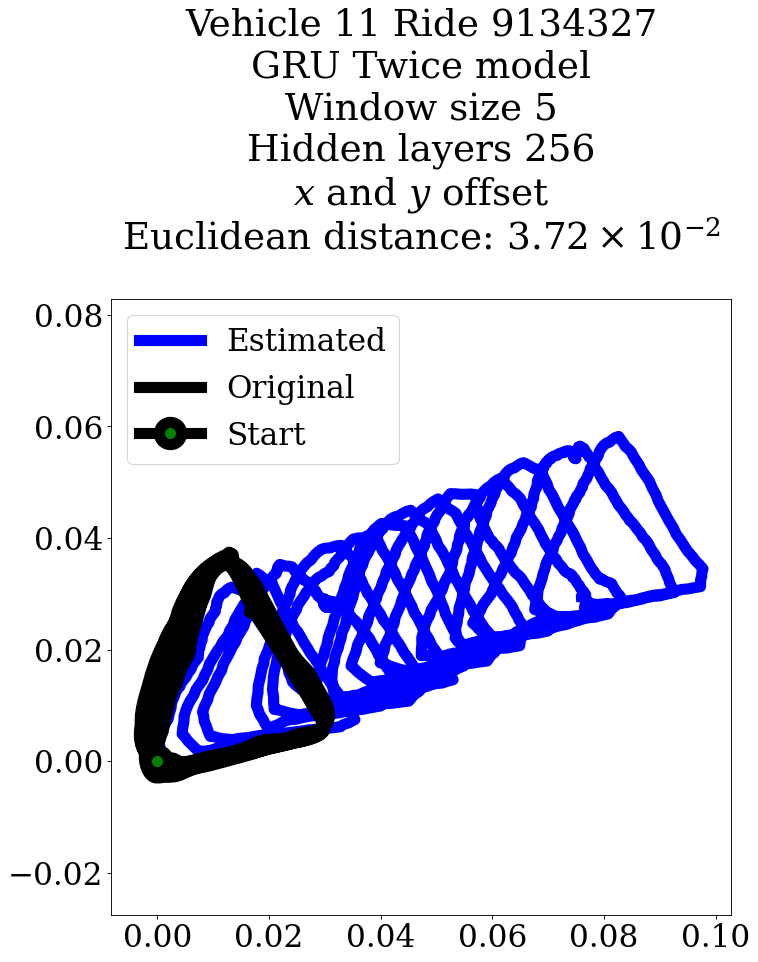 Vehicle 11 Ride 9134327
GRU Twice model
Window size 5
Hidden layers 256
x and y offset
Euclidean distance: 3.72 × 10⁻²
0.08
0.06
0.04
0.02
0.00
−0.02
Estimated
Original
Start
0.00 0.02 0.04 0.06 0.08 0.10